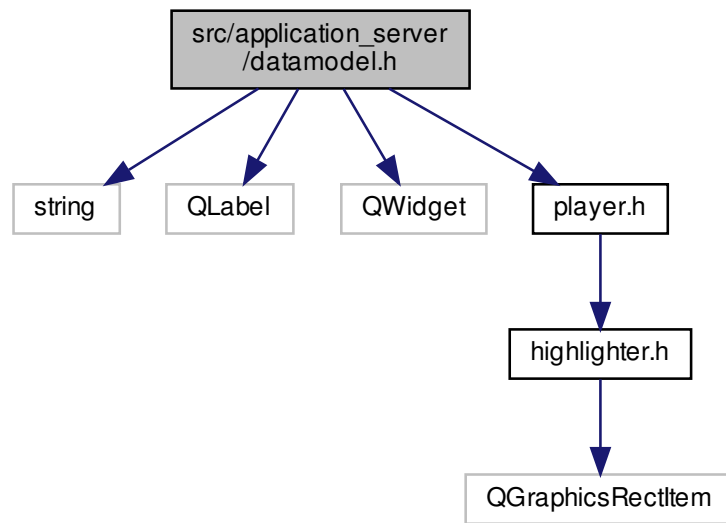 src/application_server
/datamodel.h
string
QLabel
QWidget
player.h
highlighter.h
QGraphicsRectItem